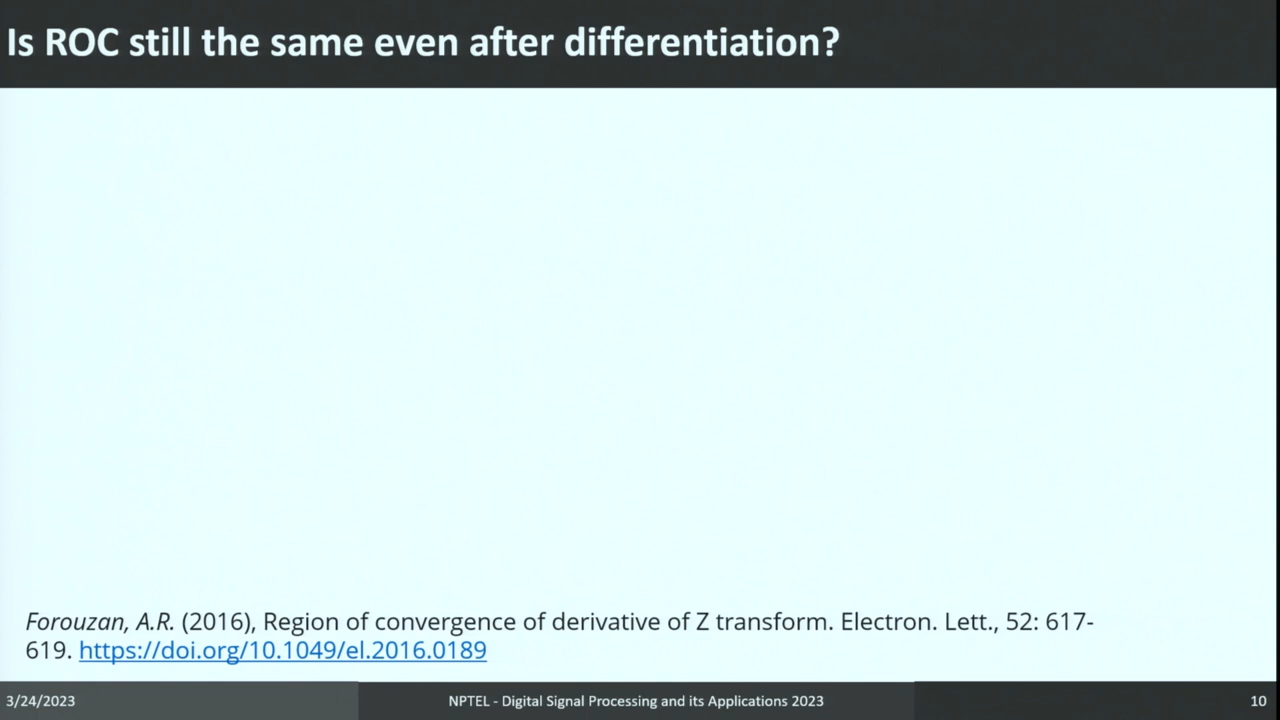 Is ROC still the same even after differentiation?
Forouzan, A.R. (2016), Region of convergence of derivative of Z transform. Electron. Lett., 52: 617-
619. https://doi.org/10.1049/el.2016.0189
3/24/2023
NPTEL - Digital Signal Processing and its Applications 2023
10